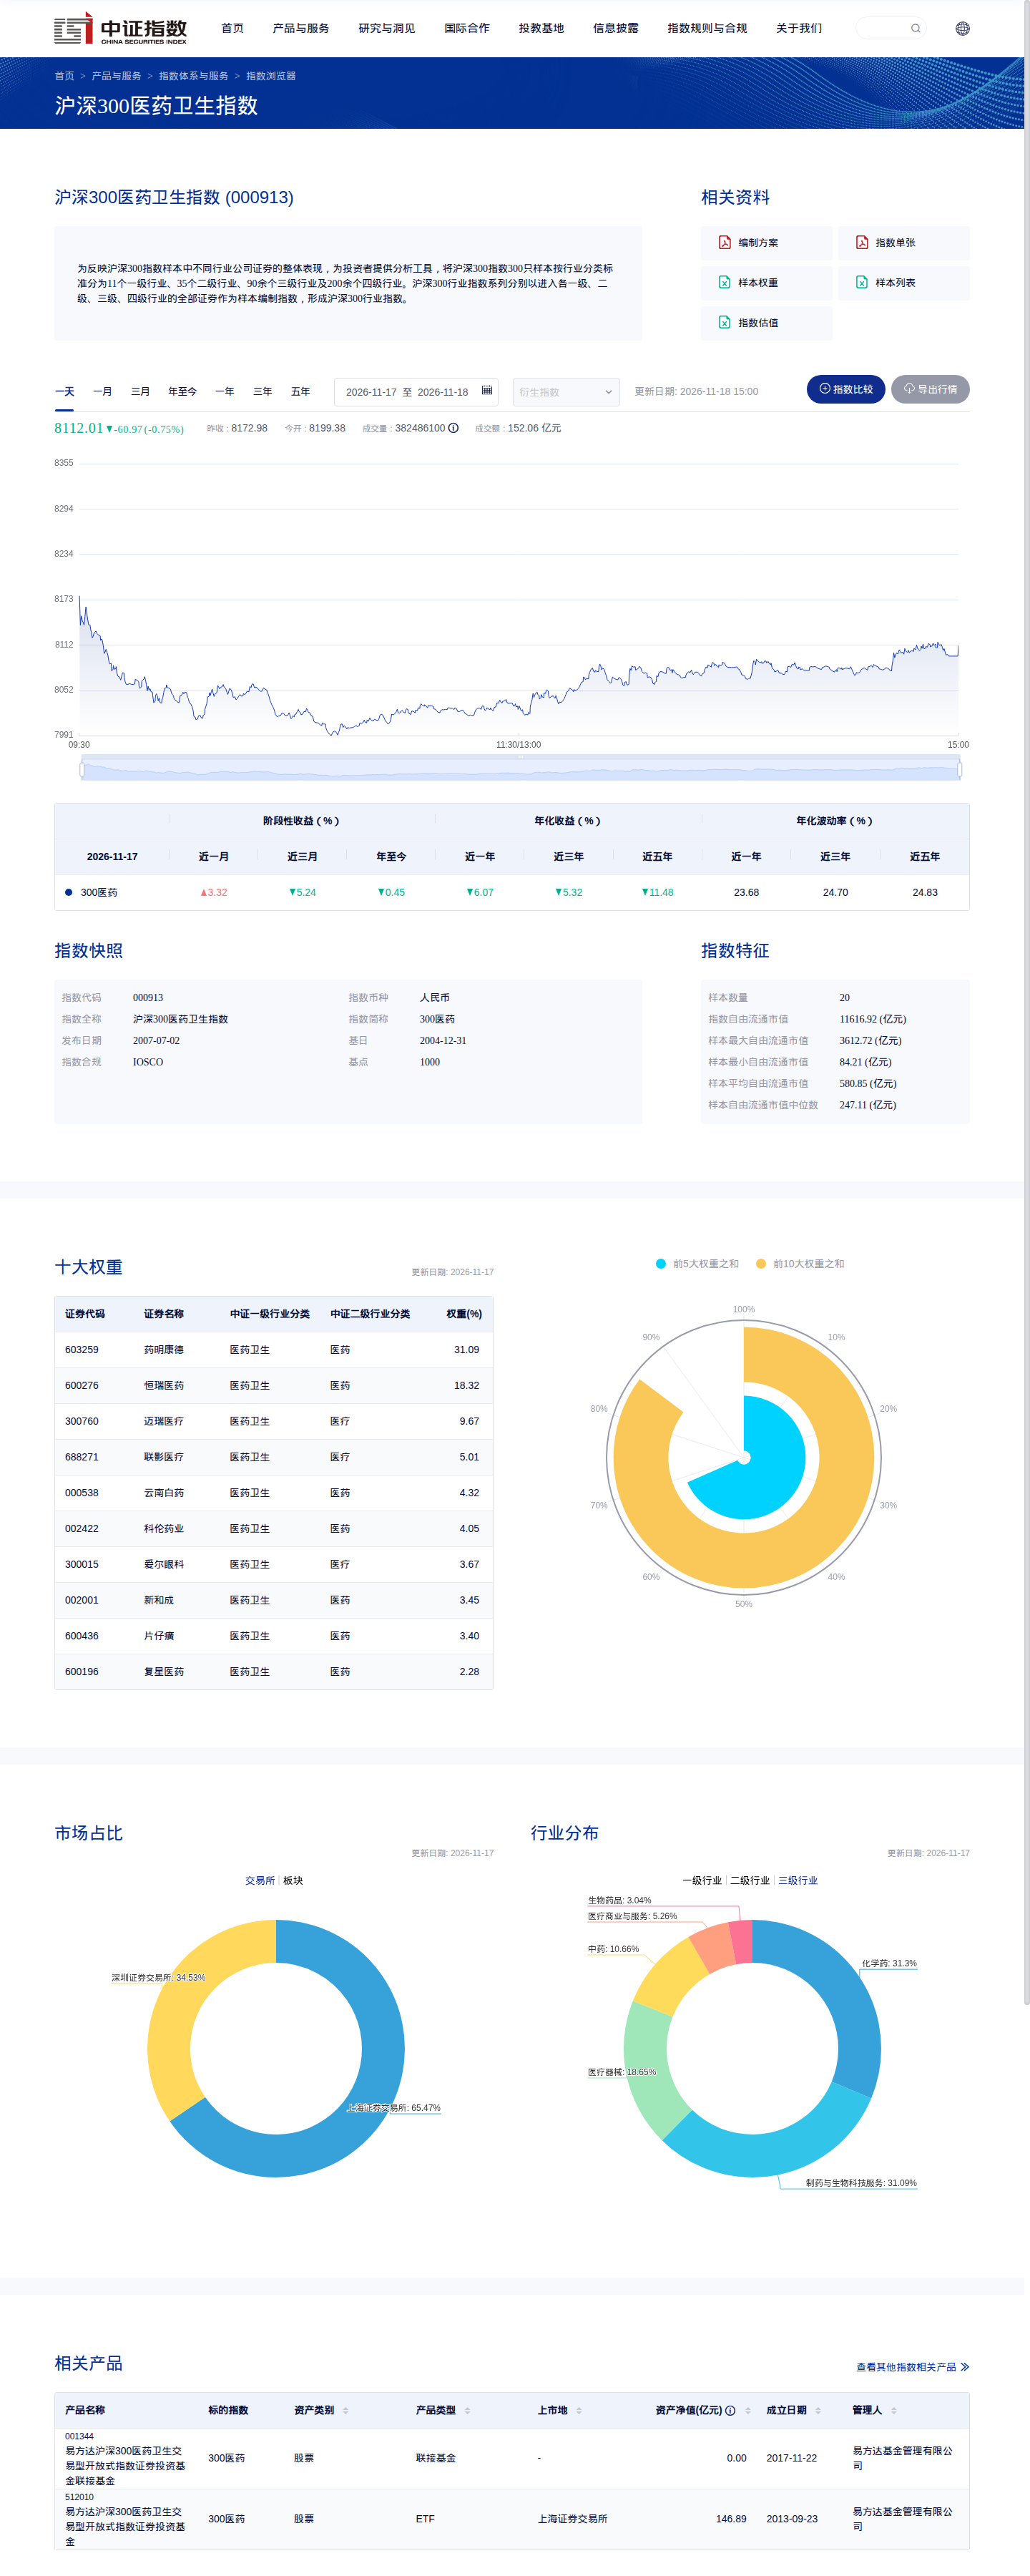 中证指数
CHINA SECURITIES INDEX
首页 产品与服务 研究与洞见 国际合作 投教基地 信息披露 指数规则与合规 关于我们
首页 > 产品与服务 > 指数体系与服务 > 指数浏览器
沪深300医药卫生指数
沪深300医药卫生指数 (000913)
为反映沪深300指数样本中不同行业公司证券的整体表现，为投资者提供分析工具，将沪深300指数300只样本按行业分类标
准分为11个一级行业、35个二级行业、90余个三级行业及200余个四级行业。沪深300行业指数系列分别以进入各一级、二
级、三级、四级行业的全部证券作为样本编制指数，形成沪深300行业指数。
相关资料
编制方案 指数单张
样本权重 样本列表
指数估值
一天 一月 三月 年至今 一年 三年 五年
2026-11-17 至 2026-11-18
衍生指数
更新日期: 2026-11-18 15:00
指数比较
导出行情
8112.01 ▼-60.97 (-0.75%) 昨收 : 8172.98 今开 : 8199.38 成交量 : 382486100 成交额 : 152.06 亿元
8355
8294
8234
8173
8112
8052
7991
09:30 11:30/13:00 15:00
阶段性收益 ( % ) 年化收益 ( % ) 年化波动率 ( % )
2026-11-17 近一月 近三月 年至今 近一年 近三年 近五年 近一年 近三年 近五年
300医药 ▲3.32 ▼5.24 ▼0.45 ▼6.07 ▼5.32 ▼11.48 23.68 24.70 24.83
指数快照
指数代码 000913 指数币种 人民币
指数全称 沪深300医药卫生指数 指数简称 300医药
发布日期 2007-07-02 基日 2004-12-31
指数合规 IOSCO 基点 1000
指数特征
样本数量 20
指数自由流通市值 11616.92 (亿元)
样本最大自由流通市值 3612.72 (亿元)
样本最小自由流通市值 84.21 (亿元)
样本平均自由流通市值 580.85 (亿元)
样本自由流通市值中位数 247.11 (亿元)
十大权重
更新日期: 2026-11-17
证券代码 证券名称 中证一级行业分类 中证二级行业分类 权重(%)
603259 药明康德 医药卫生 医药 31.09
600276 恒瑞医药 医药卫生 医药 18.32
300760 迈瑞医疗 医药卫生 医疗 9.67
688271 联影医疗 医药卫生 医疗 5.01
000538 云南白药 医药卫生 医药 4.32
002422 科伦药业 医药卫生 医药 4.05
300015 爱尔眼科 医药卫生 医疗 3.67
002001 新和成 医药卫生 医药 3.45
600436 片仔癀 医药卫生 医药 3.40
600196 复星医药 医药卫生 医药 2.28
前5大权重之和 前10大权重之和
100%
90% 10%
80% 20%
70% 30%
60% 40%
50%
市场占比
更新日期: 2026-11-17
交易所 板块
深圳证券交易所: 34.53%
上海证券交易所: 65.47%
行业分布
更新日期: 2026-11-17
一级行业 二级行业 三级行业
生物药品: 3.04%
医疗商业与服务: 5.26%
中药: 10.66%
化学药: 31.3%
医疗器械: 18.65%
制药与生物科技服务: 31.09%
相关产品
查看其他指数相关产品
产品名称 标的指数 资产类别 产品类型 上市地 资产净值(亿元) 成立日期 管理人
001344
易方达沪深300医药卫生交
易型开放式指数证券投资基
金联接基金
300医药 股票 联接基金 - 0.00 2017-11-22
易方达基金管理有限公
司
512010
易方达沪深300医药卫生交
易型开放式指数证券投资基
金
300医药 股票 ETF 上海证券交易所 146.89 2013-09-23
易方达基金管理有限公
司